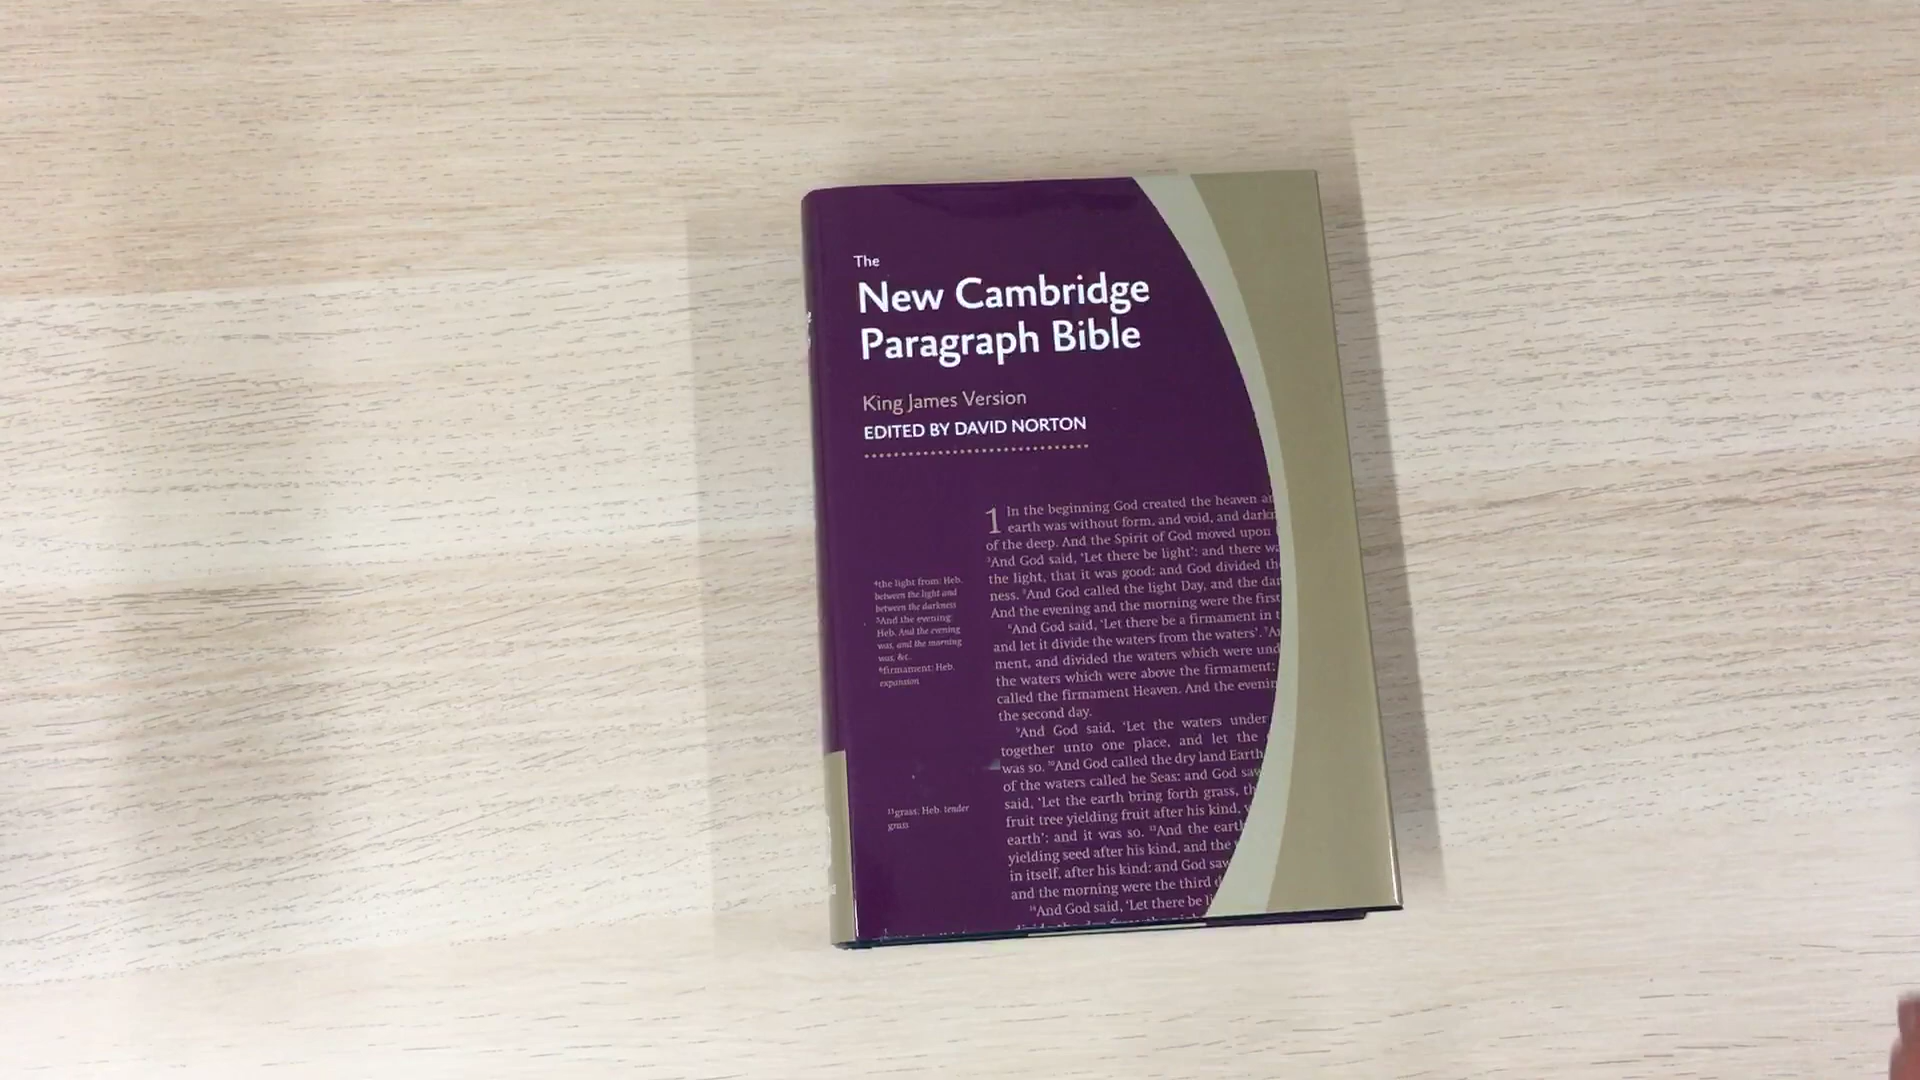 The
New Cambridge
Paragraph Bible
King James Version
EDITED BY DAVID NORTON
1 In the beginning God created the heaven
earth was without form, and void, and
of the deep. And the Spirit of God moved upon
³And God said, ‘Let there be light’: and there
the light, that it was good: and God divided
ness. ⁵And God called the light Day, and the
And the evening and the morning were the first
⁶And God said, ‘Let there be a firmament in
and let it divide the waters from the waters’.
ment, and divided the waters which were
the waters which were above the firmament:
called the firmament Heaven. And the
the second day.
⁹And God said, ‘Let the waters under
together unto one place, and let the
was so. ¹⁰And God called the dry land Earth
of the waters called he Seas: and God
said, ‘Let the earth bring forth grass,
fruit tree yielding fruit after his kind,
earth’: and it was so. ¹²And the
yielding seed after his kind, and the
in itself, after his kind: and God
and the morning were the third
¹⁴And God said, ‘Let there be
⁴the light from: Heb.
between the light and
between the darkness
⁵And the evening:
Heb. And the evening
was, and the morning
was, &c.
⁶firmament: Heb.
expansion
¹¹grass: Heb. tender
grass